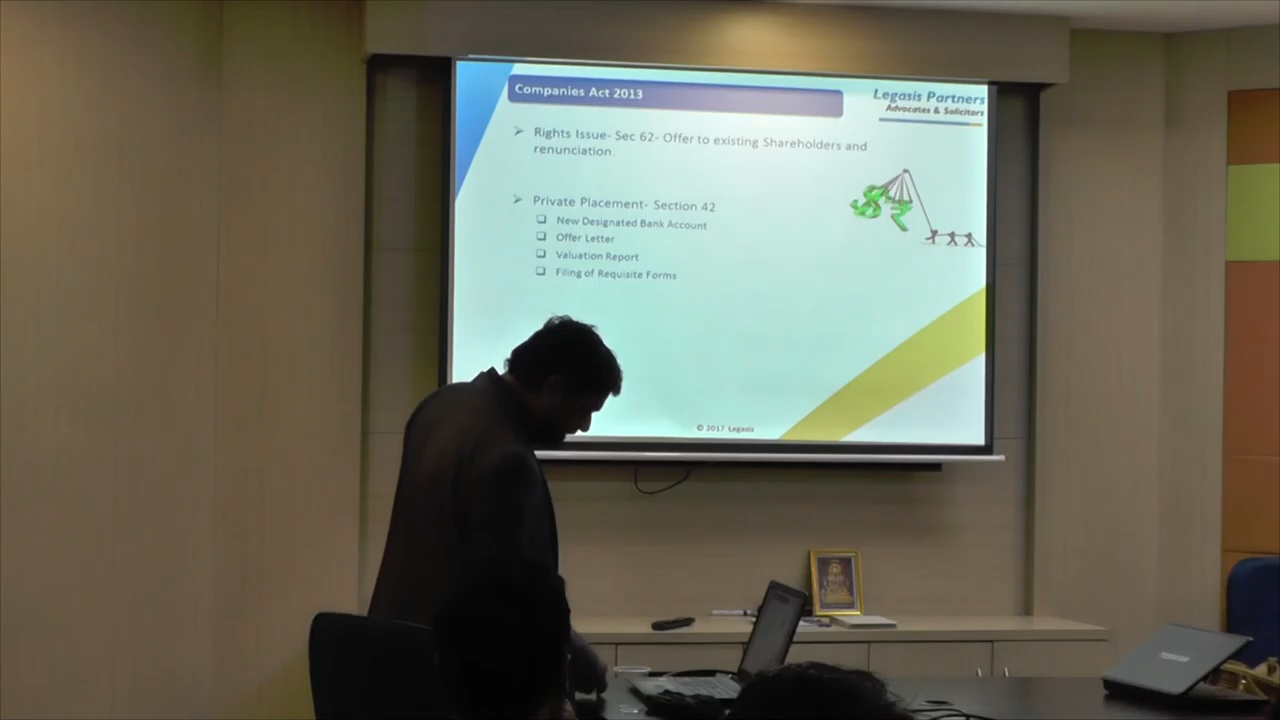 Companies Act 2013
Legasis Partners
Advocates & Solicitors
Rights Issue- Sec 62- Offer to existing Shareholders and
renunciation.
Private Placement- Section 42
New Designated Bank Account
Offer Letter
Valuation Report
Filing of Requisite Forms
© 2017 Legasis